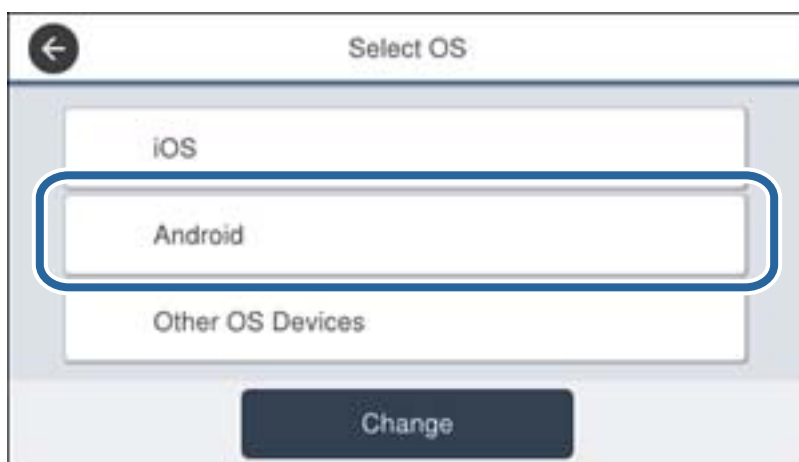 Select OS
iOS
Android
Other OS Devices
Change